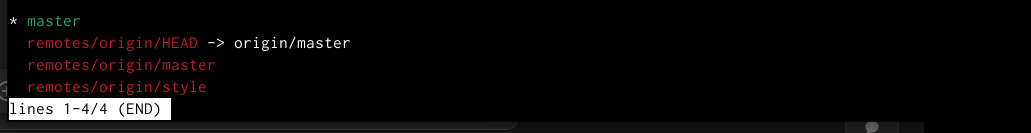 * master
  remotes/origin/HEAD -> origin/master
  remotes/origin/master
  remotes/origin/style
lines 1-4/4 (END)